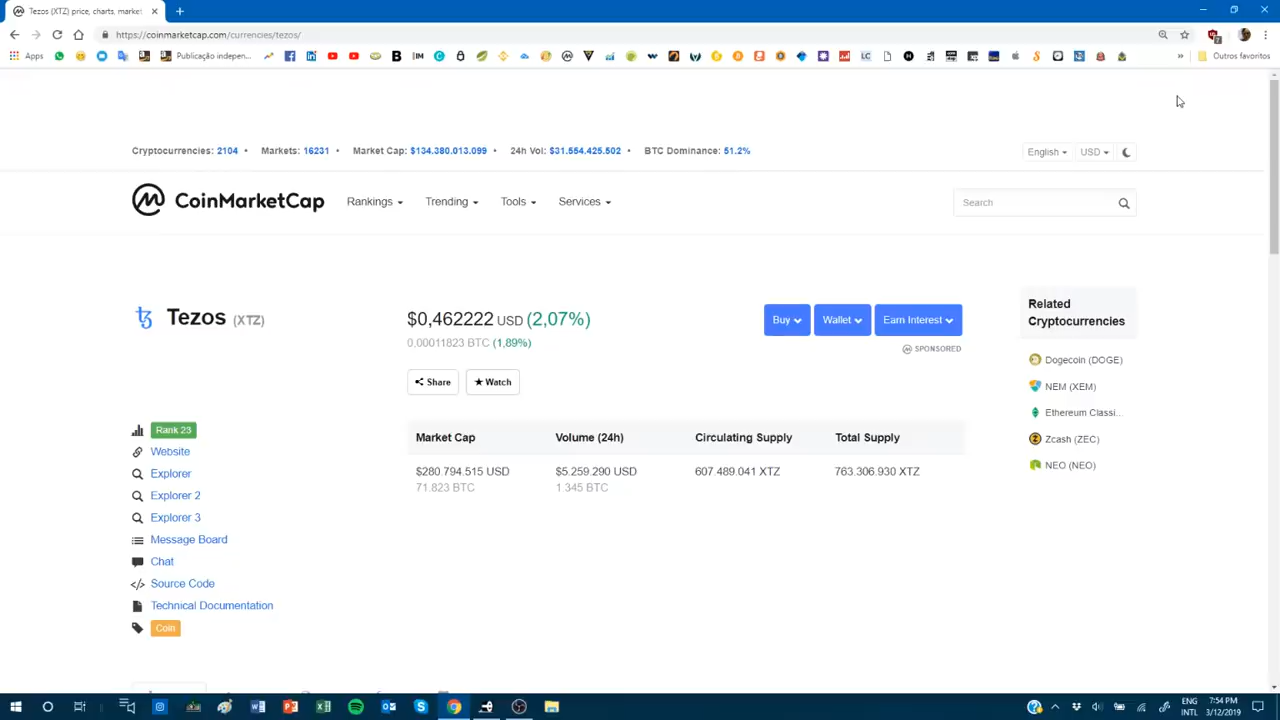 Tezos (XTZ) price, charts, market
https://coinmarketcap.com/currencies/tezos/
Apps
Publicação indepen...
Outros favoritos
Cryptocurrencies: 2104 • Markets: 16231 • Market Cap: $134.380.013.099 • 24h Vol: $31.554.425.502 • BTC Dominance: 51.2%
English
USD
CoinMarketCap
Rankings
Trending
Tools
Services
Search
Tezos (XTZ)
$0,462222 USD (2,07%)
0,00011823 BTC (1,89%)
Buy
Wallet
Earn Interest
SPONSORED
Share
Watch
Related
Cryptocurrencies
Dogecoin (DOGE)
NEM (XEM)
Ethereum Classi...
Zcash (ZEC)
NEO (NEO)
Rank 23
Website
Explorer
Explorer 2
Explorer 3
Message Board
Chat
Source Code
Technical Documentation
Coin
Market Cap
Volume (24h)
Circulating Supply
Total Supply
$280.794.515 USD
$5.259.290 USD
607.489.041 XTZ
763.306.930 XTZ
71.823 BTC
1.345 BTC
ENG
INTL
7:54 PM
3/12/2019